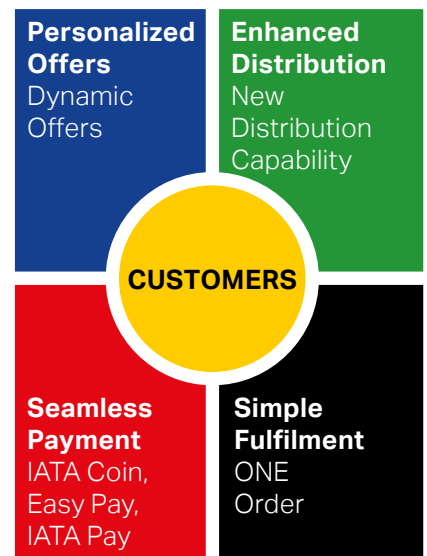 Personalized
Offers
Dynamic
Offers
Enhanced
Distribution
New
Distribution
Capability
CUSTOMERS
Seamless
Payment
IATA Coin,
Easy Pay,
IATA Pay
Simple
Fulfilment
ONE
Order